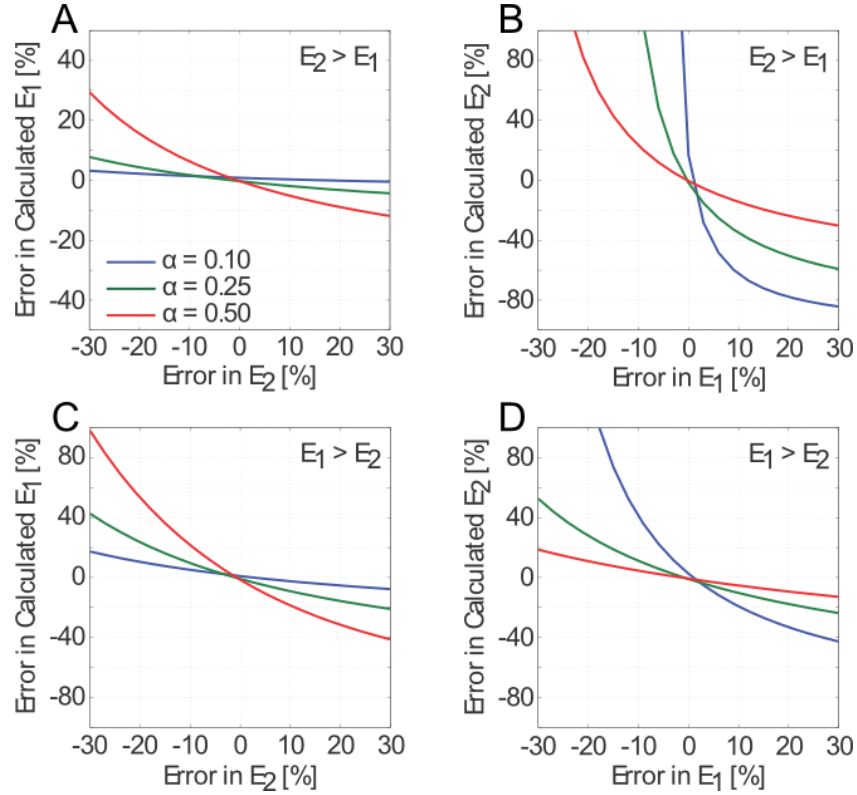 A
E2 > E1
Error in Calculated E1 [%]
40
20
0
-20
-40
α = 0.10
α = 0.25
α = 0.50
-30 -20 -10 0 10 20 30
Error in E2 [%]
B
E2 > E1
Error in Calculated E2 [%]
80
40
0
-40
-80
-30 -20 -10 0 10 20 30
Error in E1 [%]
C
E1 > E2
Error in Calculated E1 [%]
80
40
0
-40
-80
-30 -20 -10 0 10 20 30
Error in E2 [%]
D
E1 > E2
Error in Calculated E2 [%]
80
40
0
-40
-80
-30 -20 -10 0 10 20 30
Error in E1 [%]